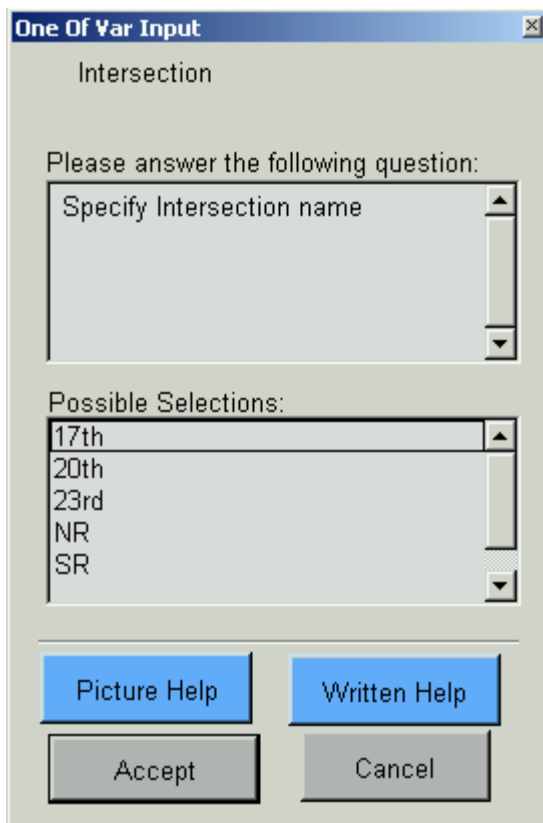 One Of Var Input
Intersection
Please answer the following question:
Specify Intersection name
Possible Selections:
17th
20th
23rd
NR
SR
Picture Help
Written Help
Accept
Cancel